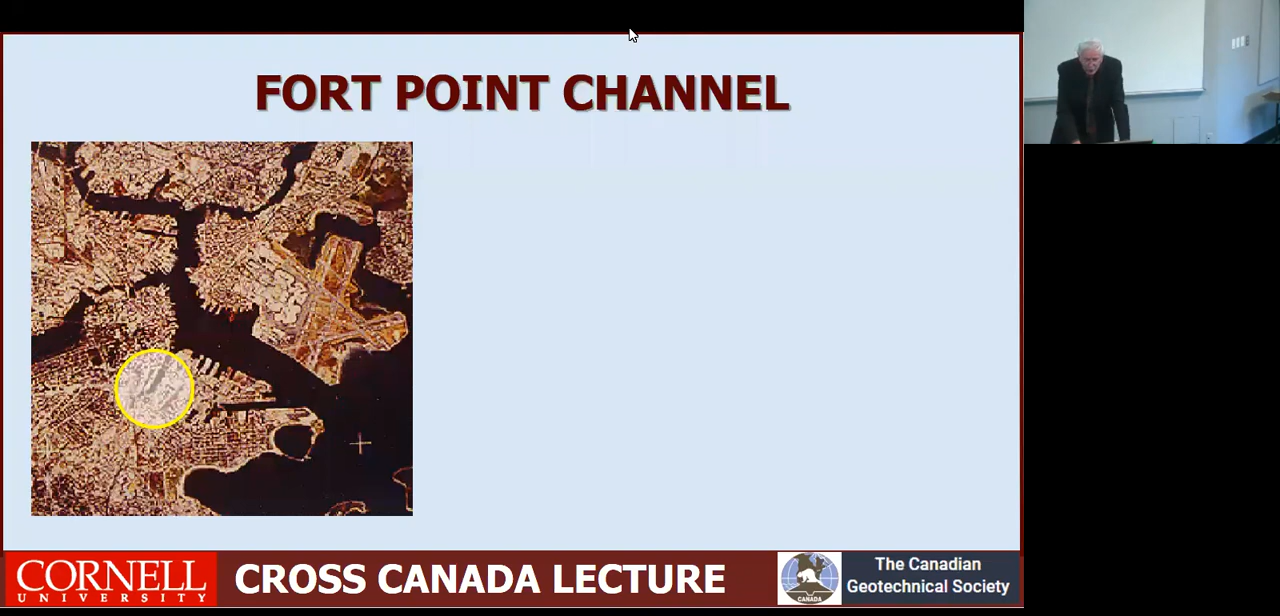 FORT POINT CHANNEL
CORNELL
UNIVERSITY
CROSS CANADA LECTURE
CANADA
The Canadian
Geotechnical Society